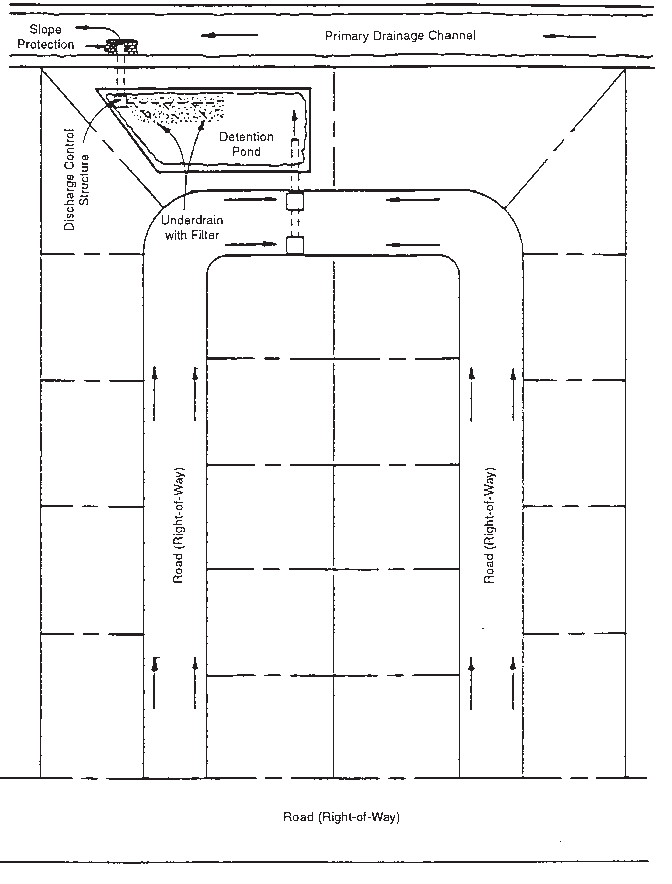 Slope
Protection
Primary Drainage Channel
Detention
Pond
Discharge Control
Structure
Underdrain
with Filter
Road (Right-of-Way)
Road (Right-of-Way)
Road (Right-of-Way)